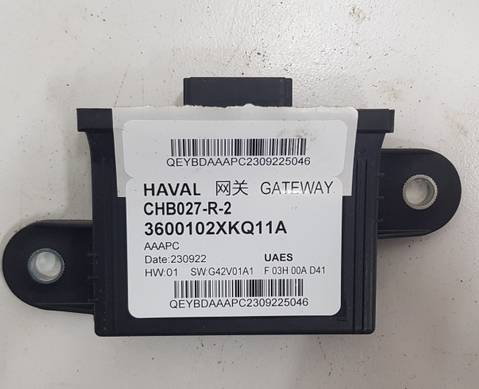 QEYBDAAAPC2309225046
HAVAL 网关 GATEWAY
CHB027-R-2
3600102XKQ11A
AAAPC
Date:230922 UAES
HW:01 SW:G42V01A1 F 03H 00A D41
QEYBDAAAPC2309225046